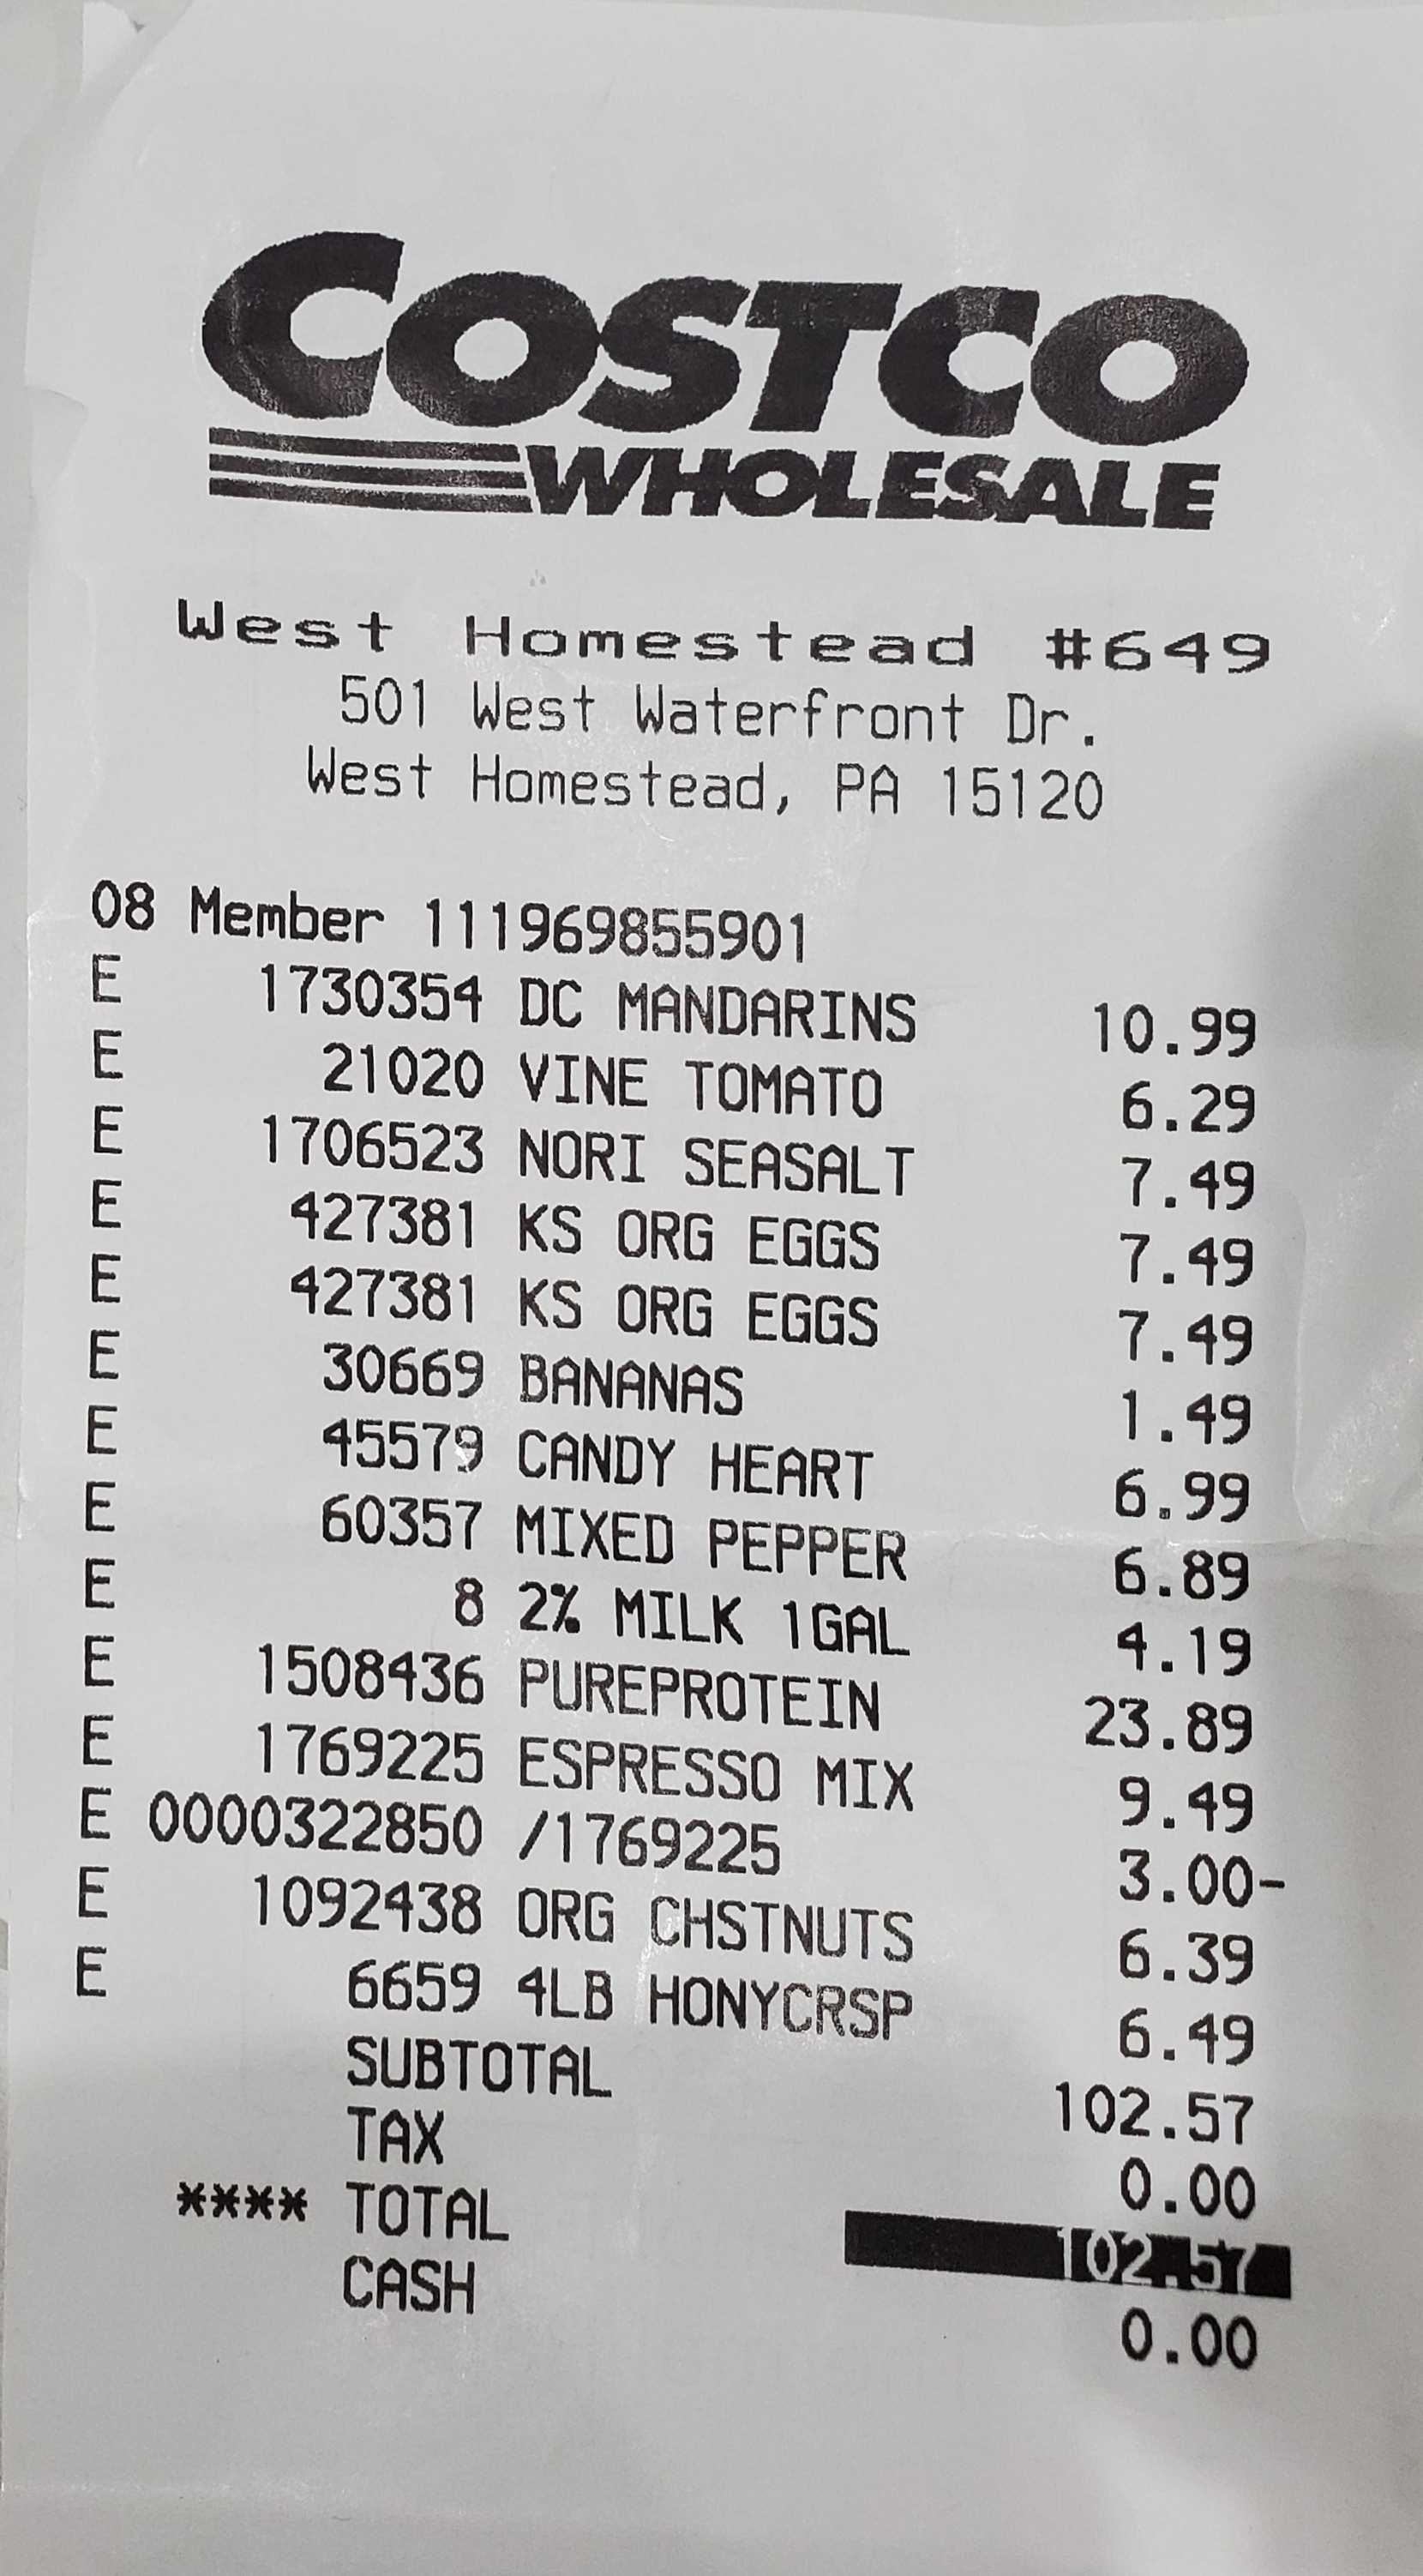 COSTCO
WHOLESALE
West Homestead #649
501 West Waterfront Dr.
West Homestead, PA 15120
08 Member 111969855901
E 1730354 DC MANDARINS 10.99
E 21020 VINE TOMATO 6.29
E 1706523 NORI SEASALT 7.49
E 427381 KS ORG EGGS 7.49
E 427381 KS ORG EGGS 7.49
E 30669 BANANAS 1.49
E 45579 CANDY HEART 6.99
E 60357 MIXED PEPPER 6.89
E 8 2% MILK 1GAL 4.19
E 1508436 PUREPROTEIN 23.89
E 1769225 ESPRESSO MIX 9.49
E 0000322850 /1769225 3.00-
E 1092438 ORG CHSTNUTS 6.39
E 6659 4LB HONYCRSP 6.49
SUBTOTAL 102.57
TAX 0.00
**** TOTAL 102.57
CASH 0.00